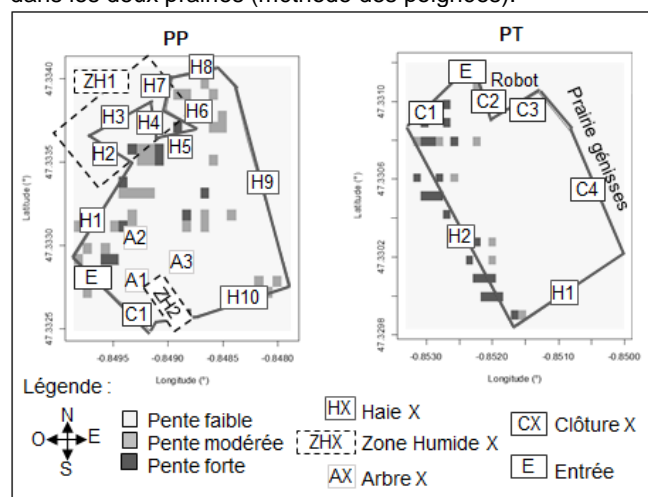 dans les deux prairies (méthode des poignées).
PP
PT
47.3340
47.3335
47.3330
47.3325
Latitude (°)
-0.8495
-0.8490
-0.8485
-0.8480
Longitude (°)
ZH1
H8
H7
H3
H4
H6
H5
H2
H9
H1
A2
A3
E
A1
ZH2
C1
H10
47.3310
47.3306
47.3302
47.3298
Latitude (°)
-0.8530
-0.8520
-0.8510
-0.8500
Longitude (°)
E
Robot
C1
C2
C3
Prairie génisses
C4
H2
H1
Légende :
N
O
E
S
Pente faible
Pente modérée
Pente forte
HX Haie X
ZHX Zone Humide X
AX Arbre X
CX Clôture X
E Entrée